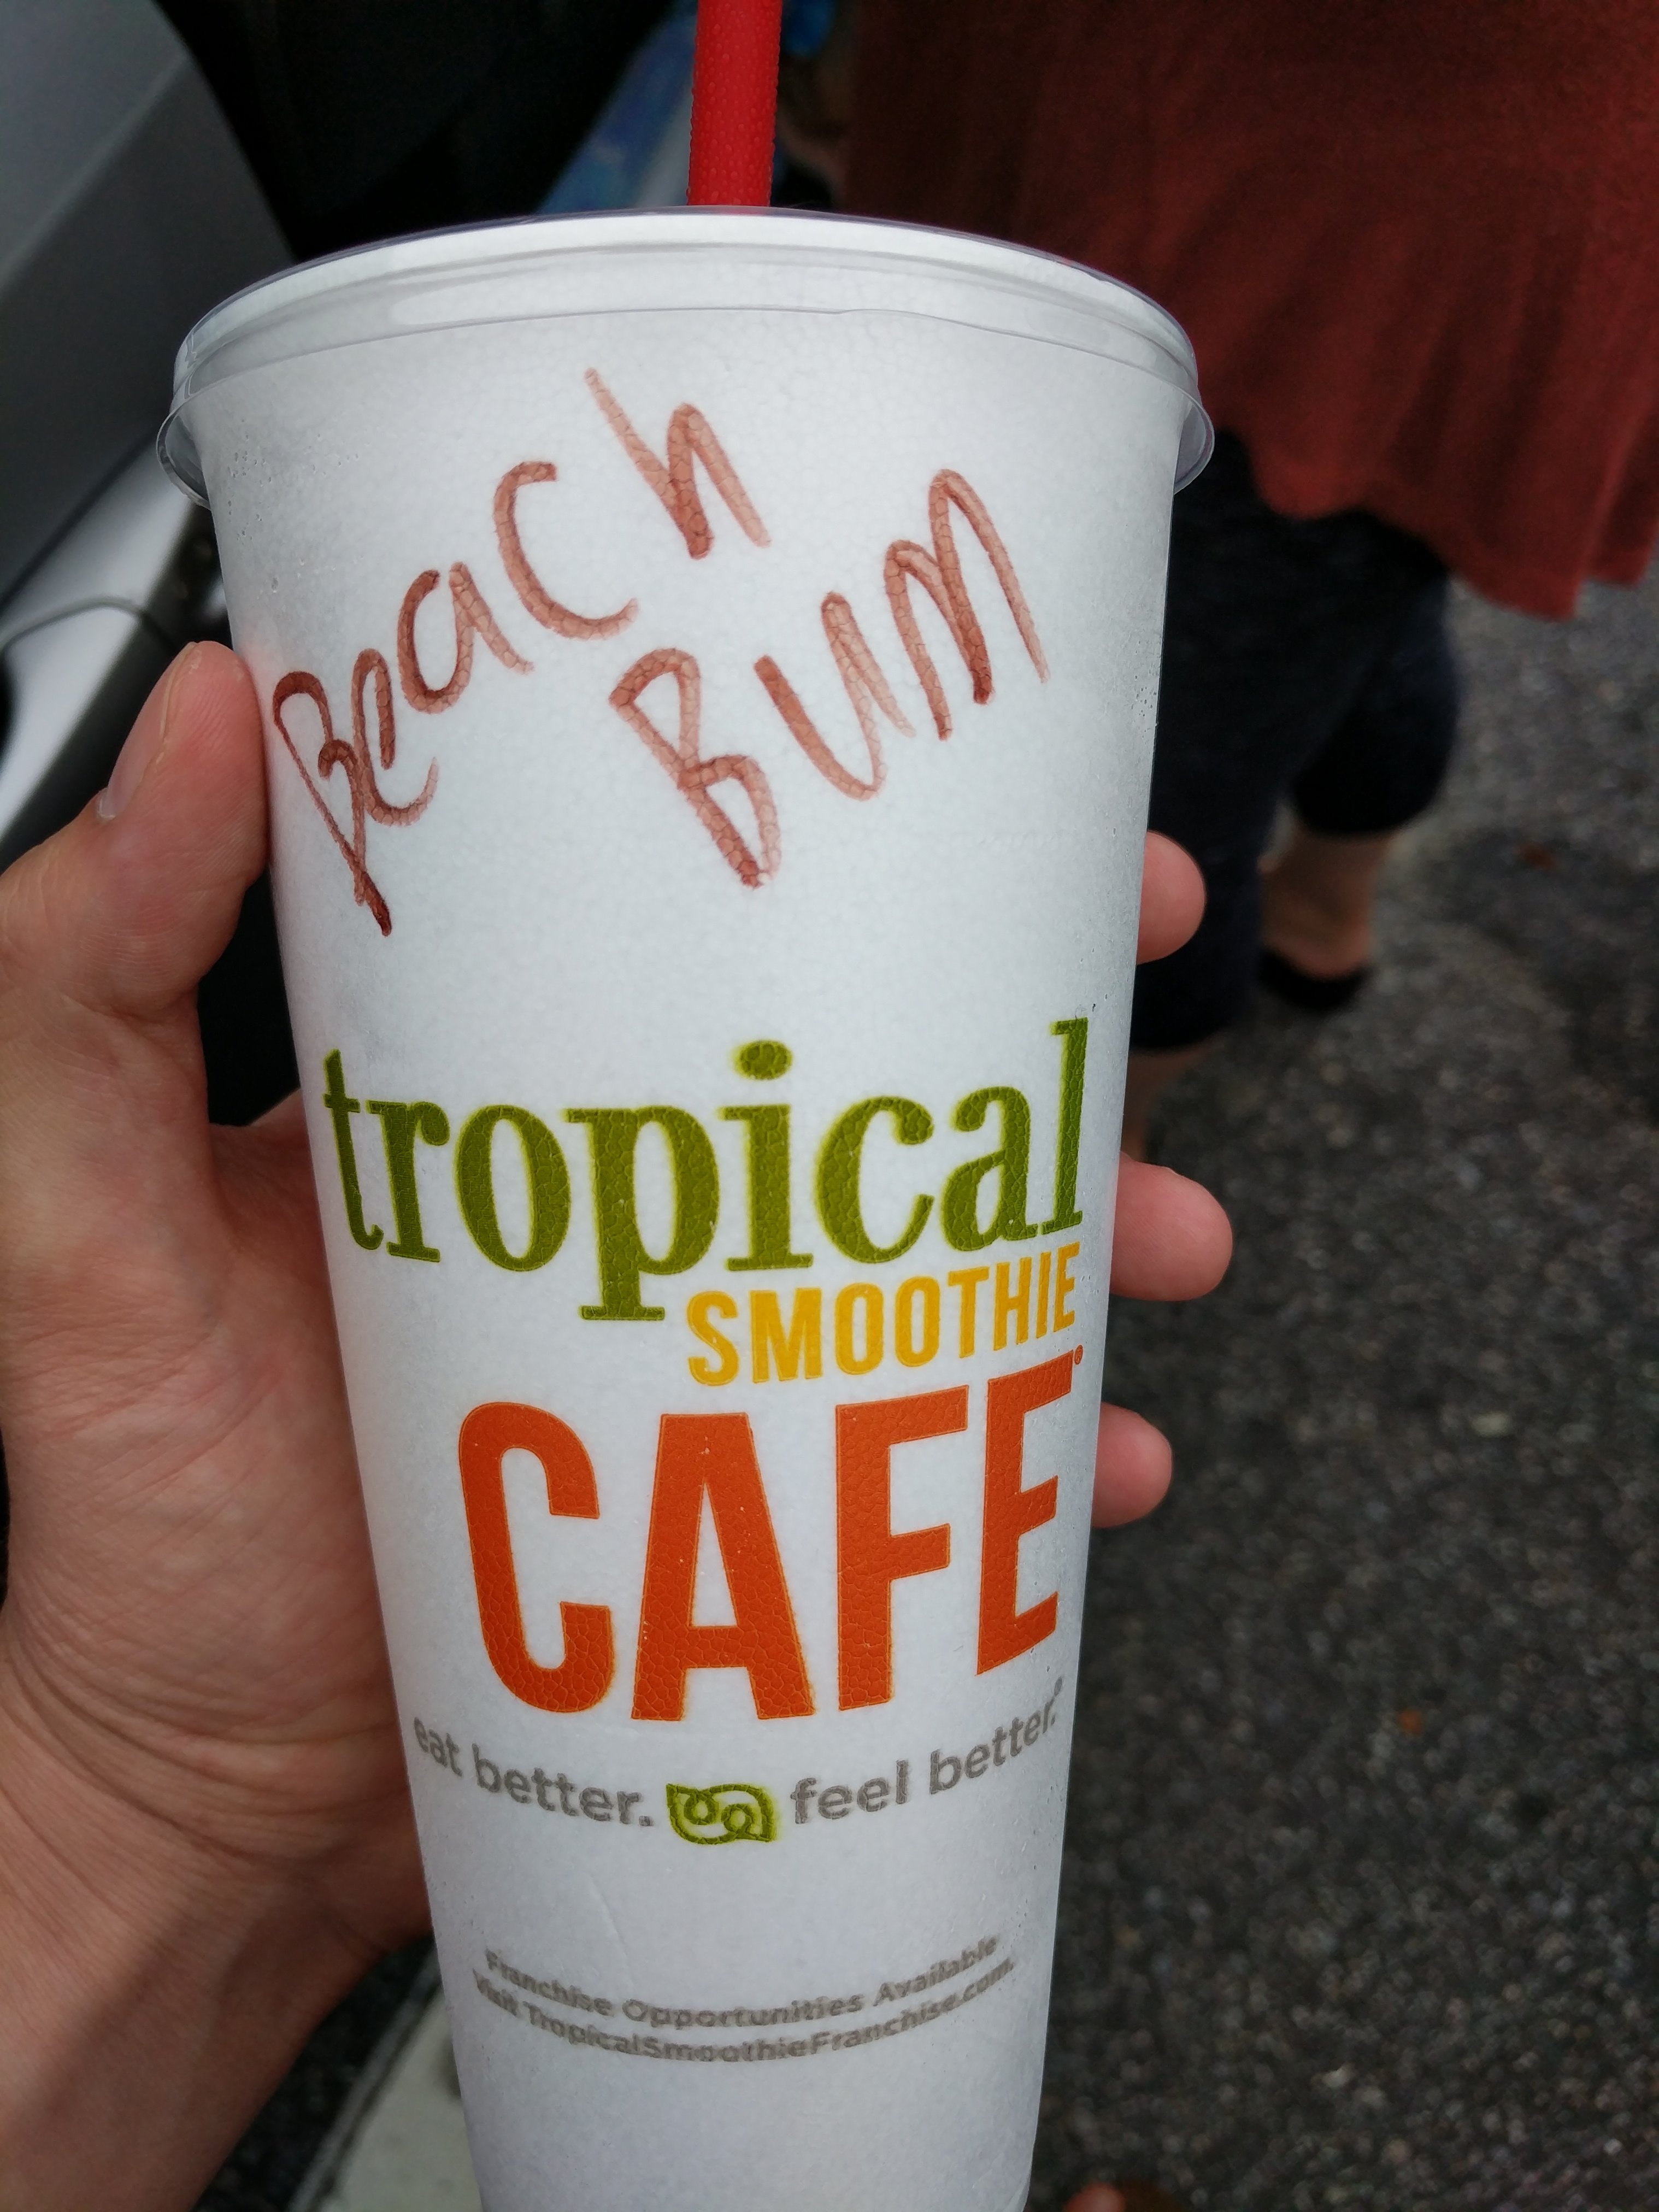 Beach
Bum
tropical
SMOOTHIE
CAFE®
eat better. feel better.®
Franchise Opportunities Available
Visit TropicalSmoothieFranchise.com.